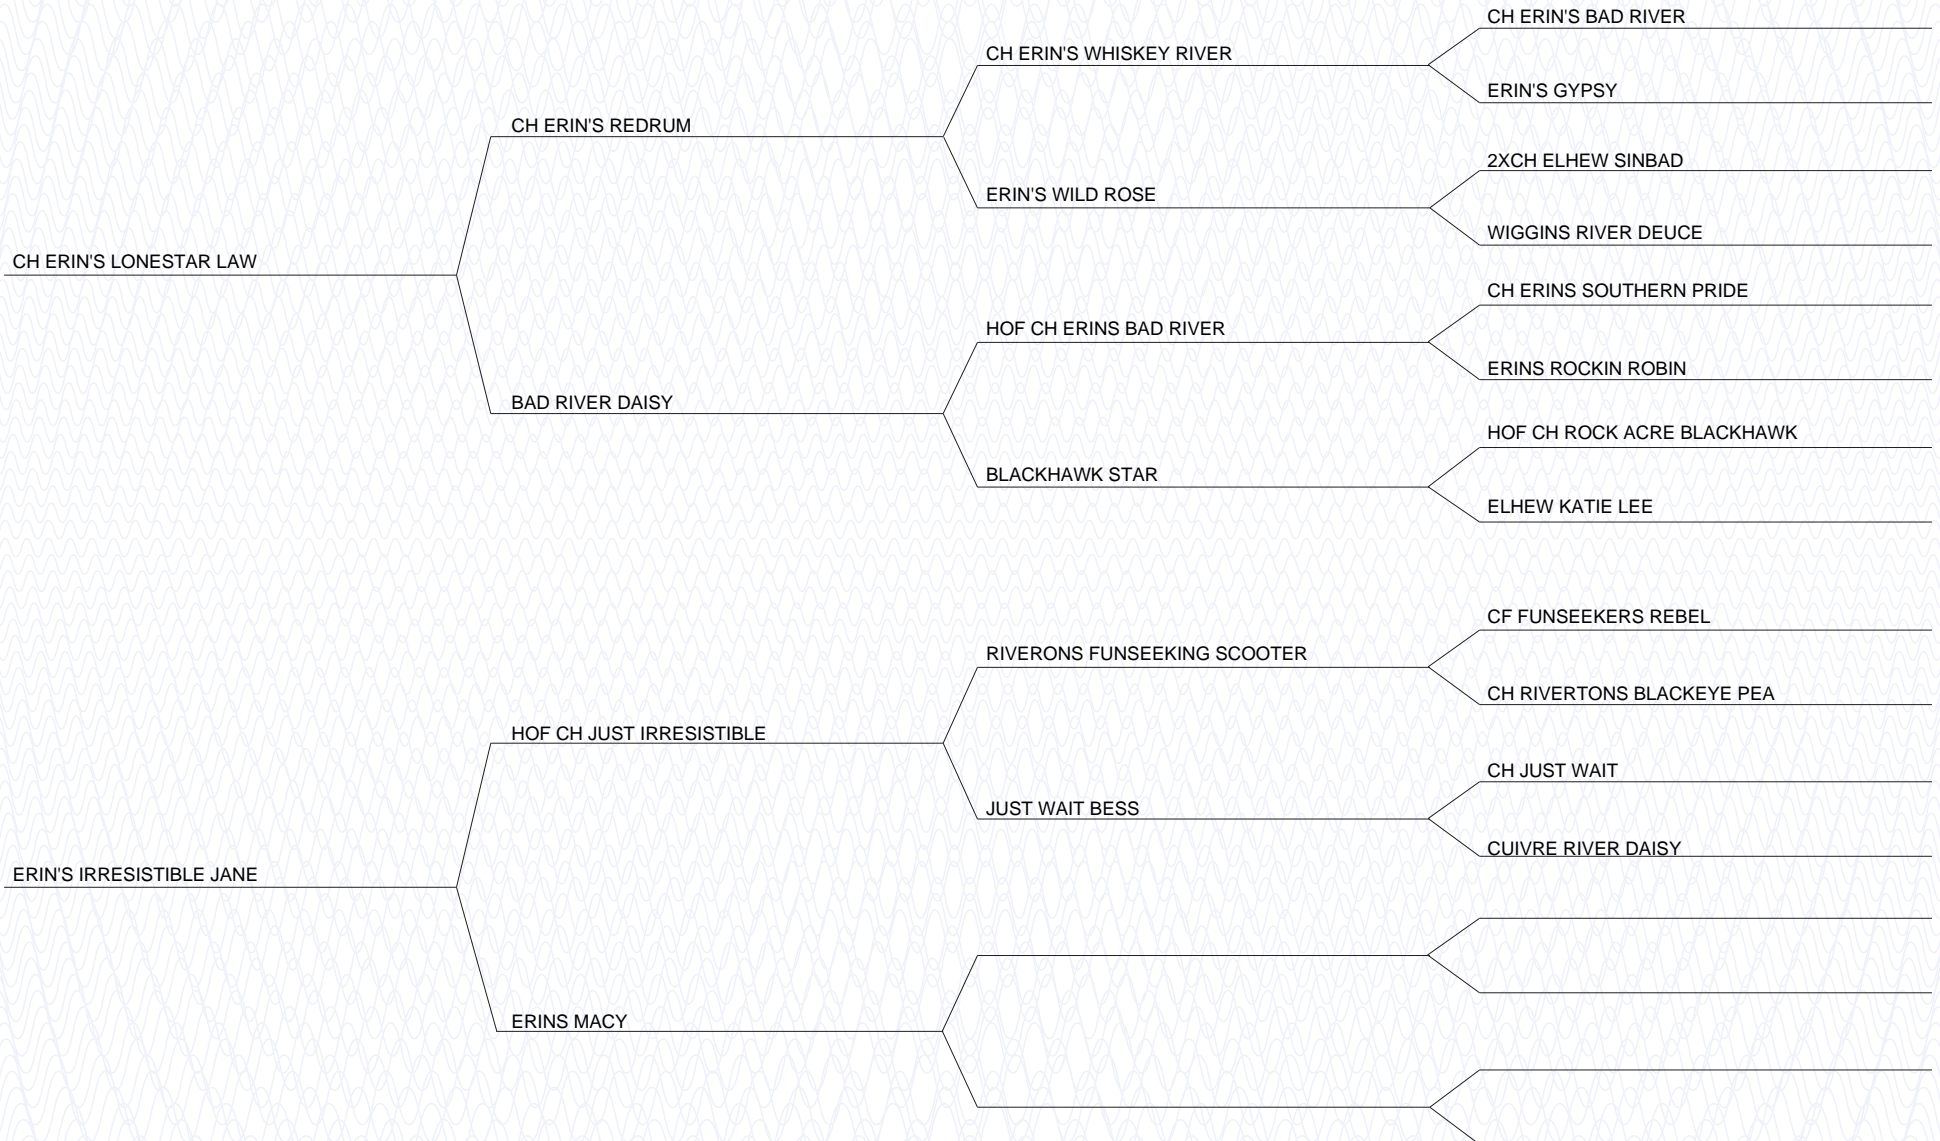 CH ERIN'S LONESTAR LAW
CH ERIN'S REDRUM
CH ERIN'S WHISKEY RIVER
CH ERIN'S BAD RIVER
ERIN'S GYPSY
ERIN'S WILD ROSE
2XCH ELHEW SINBAD
WIGGINS RIVER DEUCE
BAD RIVER DAISY
HOF CH ERINS BAD RIVER
CH ERINS SOUTHERN PRIDE
ERINS ROCKIN ROBIN
BLACKHAWK STAR
HOF CH ROCK ACRE BLACKHAWK
ELHEW KATIE LEE
ERIN'S IRRESISTIBLE JANE
HOF CH JUST IRRESISTIBLE
RIVERONS FUNSEEKING SCOOTER
CF FUNSEEKERS REBEL
CH RIVERTONS BLACKEYE PEA
JUST WAIT BESS
CH JUST WAIT
CUIVRE RIVER DAISY
ERINS MACY